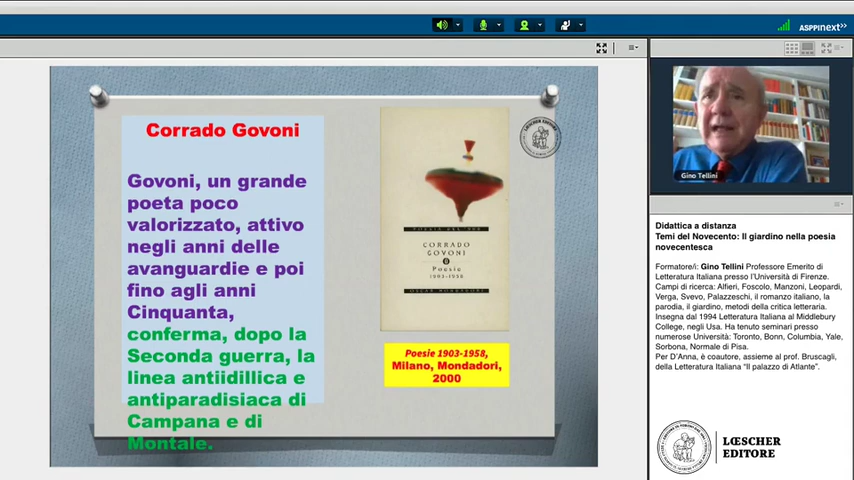 ASPPInext>>
Corrado Govoni
Govoni, un grande
poeta poco
valorizzato, attivo
negli anni delle
avanguardie e poi
fino agli anni
Cinquanta,
conferma, dopo la
Seconda guerra, la
linea antiidillica e
antiparadisiaca di
Campana e di
Montale.
CORRADO
GOVONI
Poesie
1903-1958
OSCAR MONDADORI
LŒSCHER EDITORE
Poesie 1903-1958,
Milano, Mondadori,
2000
Gino Tellini
Didattica a distanza
Temi del Novecento: Il giardino nella poesia
novecentesca
Formatore/i: Gino Tellini Professore Emerito di
Letteratura Italiana presso l'Università di Firenze.
Campi di ricerca: Alfieri, Foscolo, Manzoni, Leopardi,
Verga, Svevo, Palazzeschi, il romanzo italiano, la
parodia, il giardino, metodi della critica letteraria.
Insegna dal 1994 Letteratura Italiana al Middlebury
College, negli Usa. Ha tenuto seminari presso
numerose Università: Toronto, Bonn, Columbia, Yale,
Sorbona, Normale di Pisa.
Per D'Anna, è coautore, assieme al prof. Bruscagli,
della Letteratura Italiana "Il palazzo di Atlante".
LŒSCHER
EDITORE